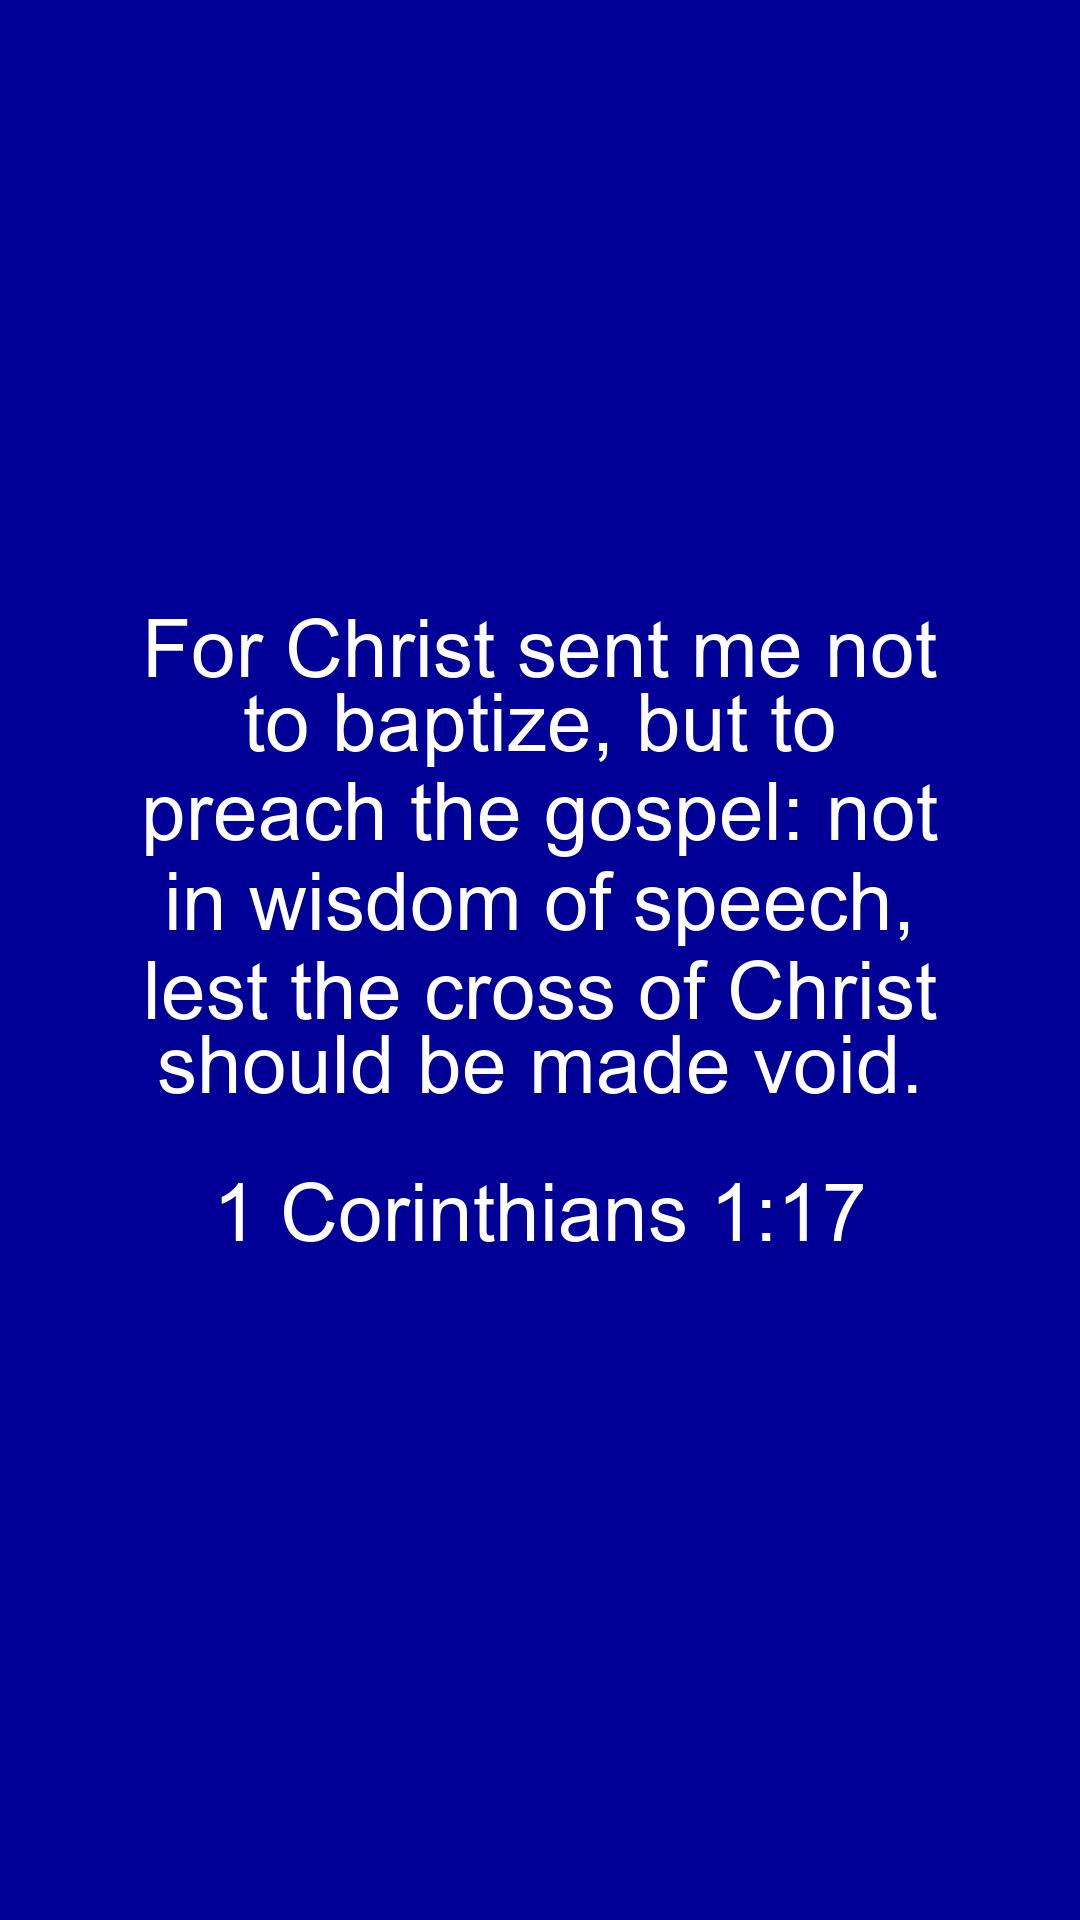 For Christ sent me not
to baptize, but to
preach the gospel: not
in wisdom of speech,
lest the cross of Christ
should be made void.
1 Corinthians 1:17